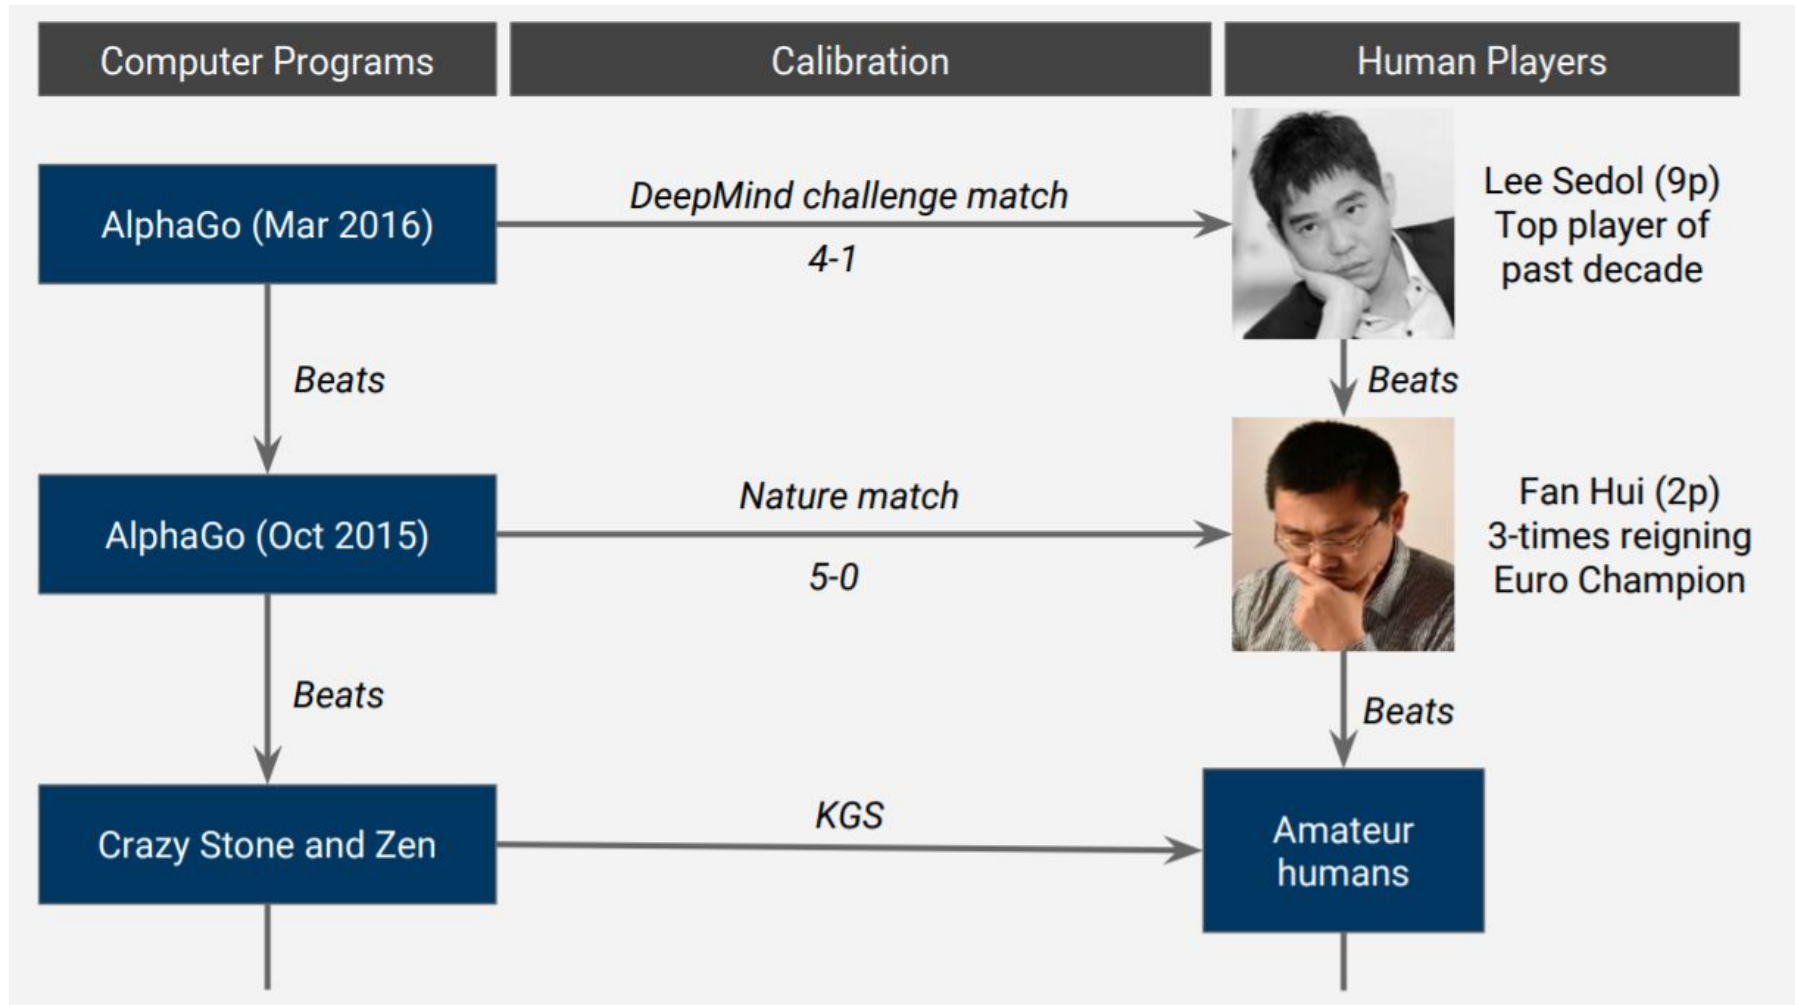 Computer Programs
Calibration
Human Players
AlphaGo (Mar 2016)
DeepMind challenge match
4-1
Lee Sedol (9p)
Top player of
past decade
Beats
Beats
AlphaGo (Oct 2015)
Nature match
5-0
Fan Hui (2p)
3-times reigning
Euro Champion
Beats
Beats
Crazy Stone and Zen
KGS
Amateur
humans